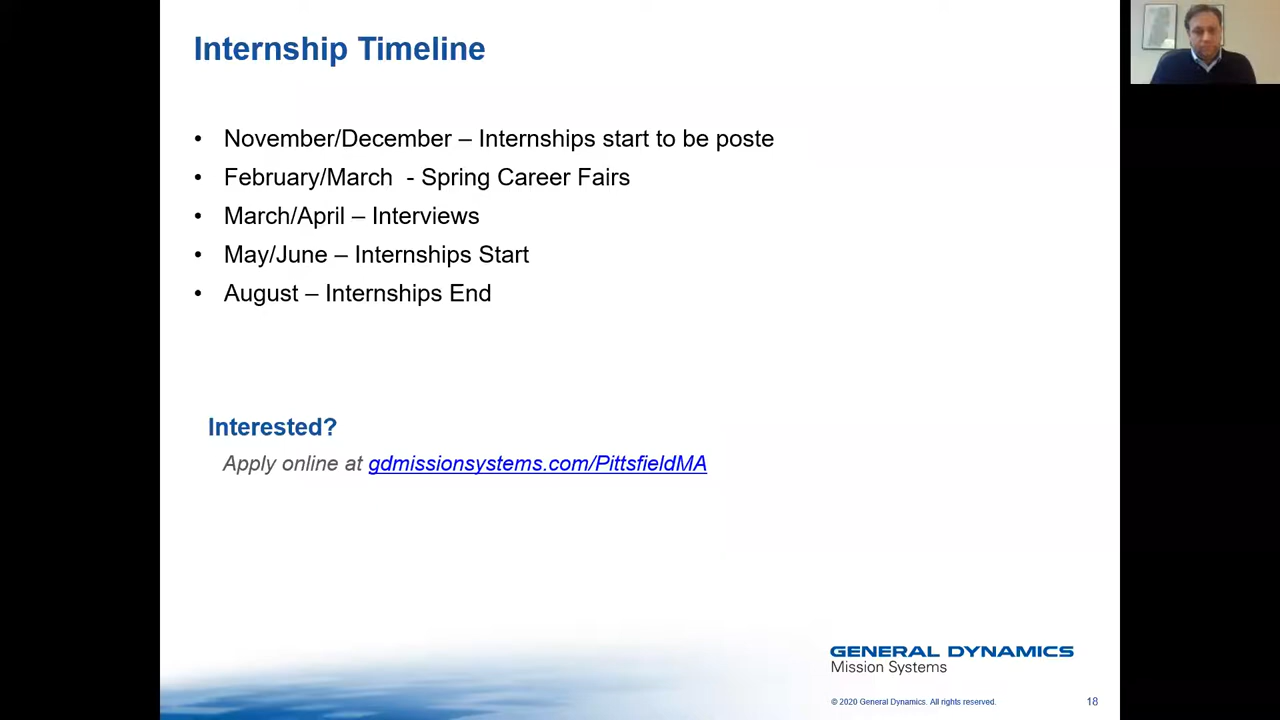 Internship Timeline
• November/December – Internships start to be poste
• February/March - Spring Career Fairs
• March/April – Interviews
• May/June – Internships Start
• August – Internships End
Interested?
Apply online at gdmissionsystems.com/PittsfieldMA
GENERAL DYNAMICS
Mission Systems
© 2020 General Dynamics. All rights reserved.
18